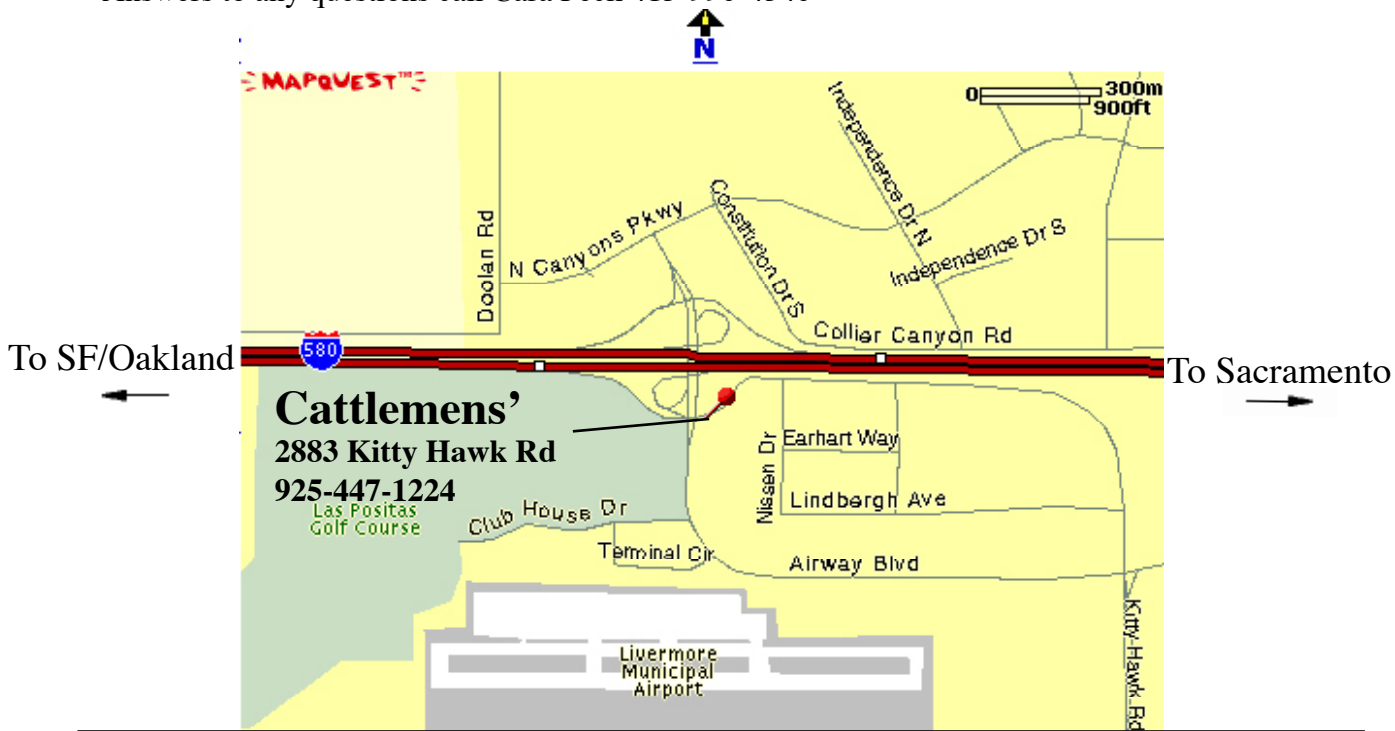 N
MAPQUEST™
0 300m
900ft
Independence Dr N
Constitution Dr S
N Canyons Pkwy
Doolan Rd
Independence Dr S
Collier Canyon Rd
To SF/Oakland
580
To Sacramento
Cattlemens’
2883 Kitty Hawk Rd
925-447-1224
Las Positas
Golf Course
Club House Dr
Nissen Dr
Earhart Way
Lindbergh Ave
Terminal Cir
Airway Blvd
Kitty-Hawk-Rd
Livermore
Municipal
Airport